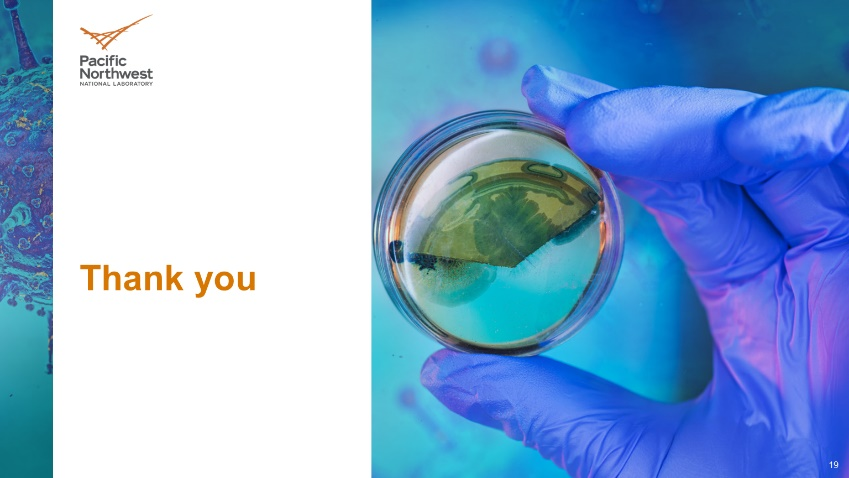 Pacific
Northwest
NATIONAL LABORATORY
Thank you
19